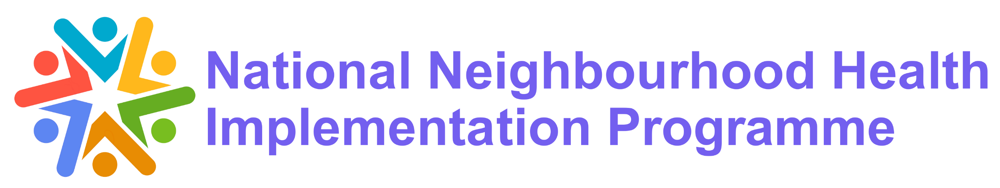 National Neighbourhood Health
Implementation Programme